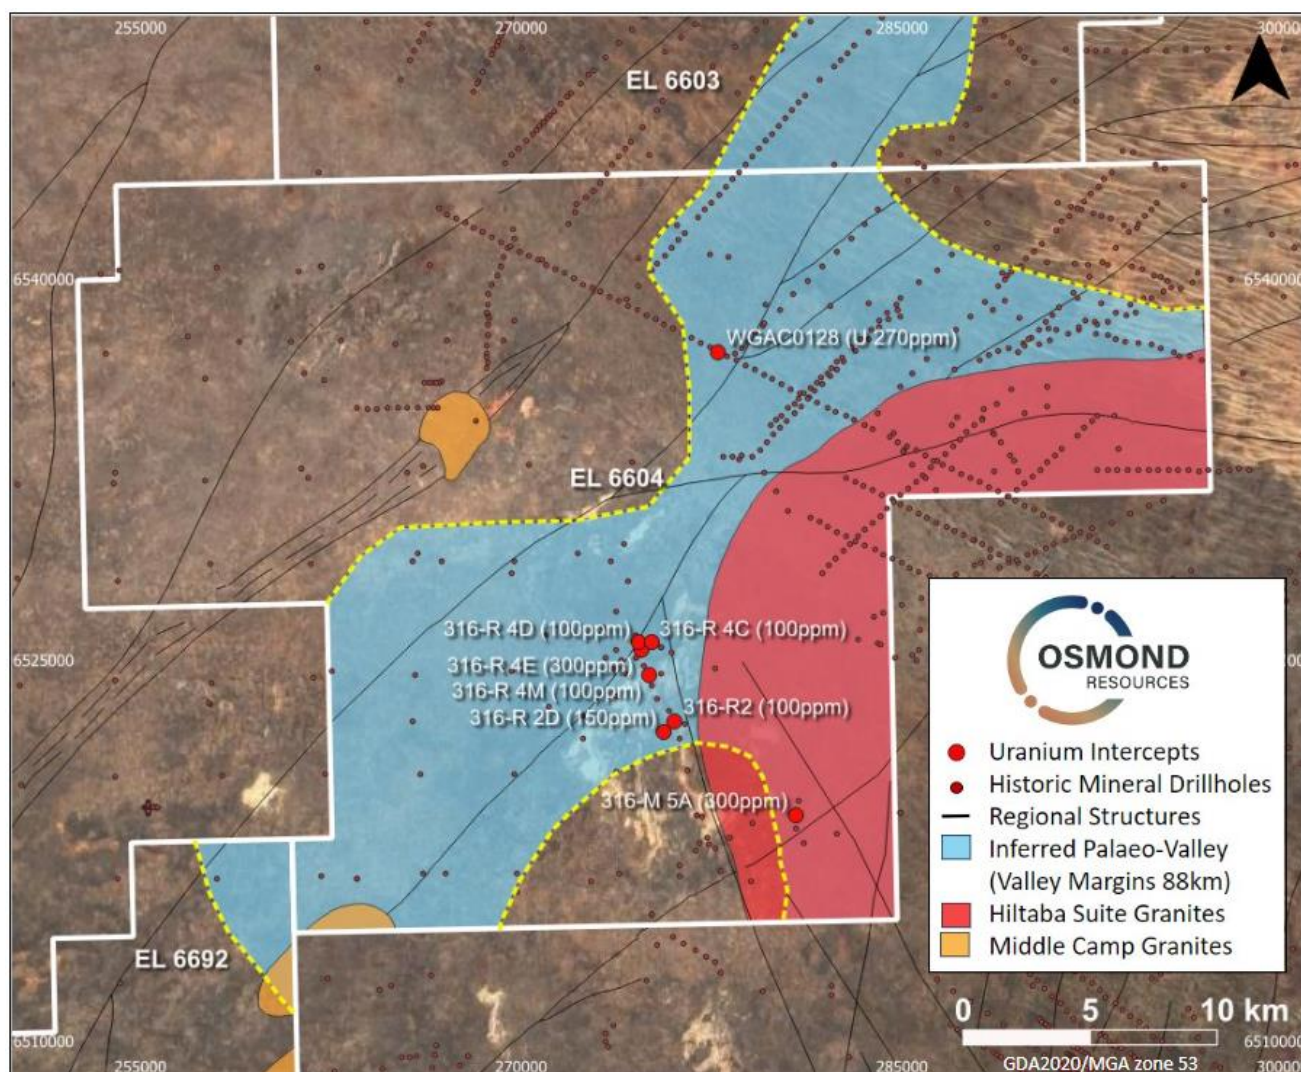 255000
270000
285000
30000
EL 6603
6540000
6540000
WGAC0128 (U 270ppm)
EL 6604
316-R 4D (100ppm)
316-R 4C (100ppm)
6525000
316-R 4E (300ppm)
316-R 4M (100ppm)
316-R 2D (150ppm)
316-R2 (100ppm)
316-M 5A (300ppm)
EL 6692
OSMOND
RESOURCES
Uranium Intercepts
Historic Mineral Drillholes
Regional Structures
Inferred Palaeo-Valley
(Valley Margins 88km)
Hiltaba Suite Granites
Middle Camp Granites
0 5 10 km
6510000
6510000
GDA2020/MGA zone 53
255000
270000
285000
30000